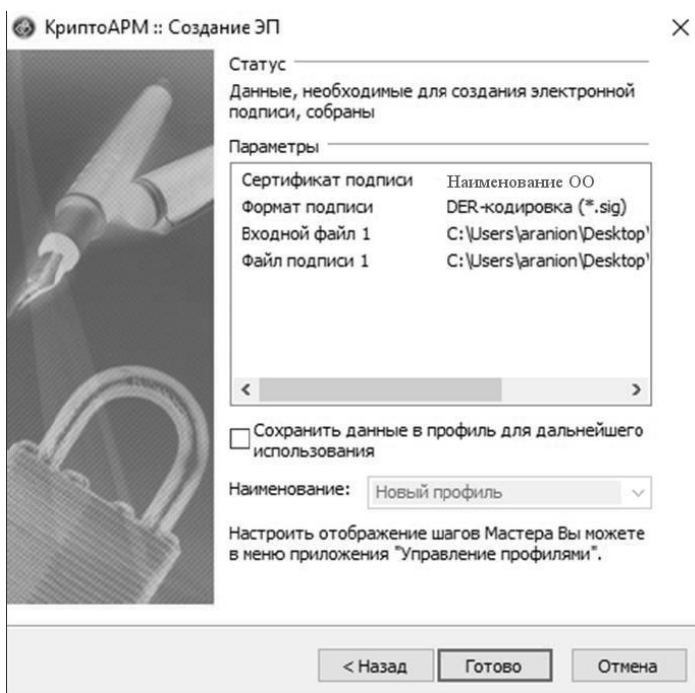 КриптоАРМ :: Создание ЭП
Статус
Данные, необходимые для создания электронной
подписи, собраны
Параметры
Сертификат подписи Наименование ОО
Формат подписи DER-кодировка (*.sig)
Входной файл 1 C:\Users\aranion\Desktop\
Файл подписи 1 C:\Users\aranion\Desktop\
Сохранить данные в профиль для дальнейшего
использования
Наименование: Новый профиль
Настроить отображение шагов Мастера Вы можете
в меню приложения "Управление профилями".
< Назад Готово Отмена